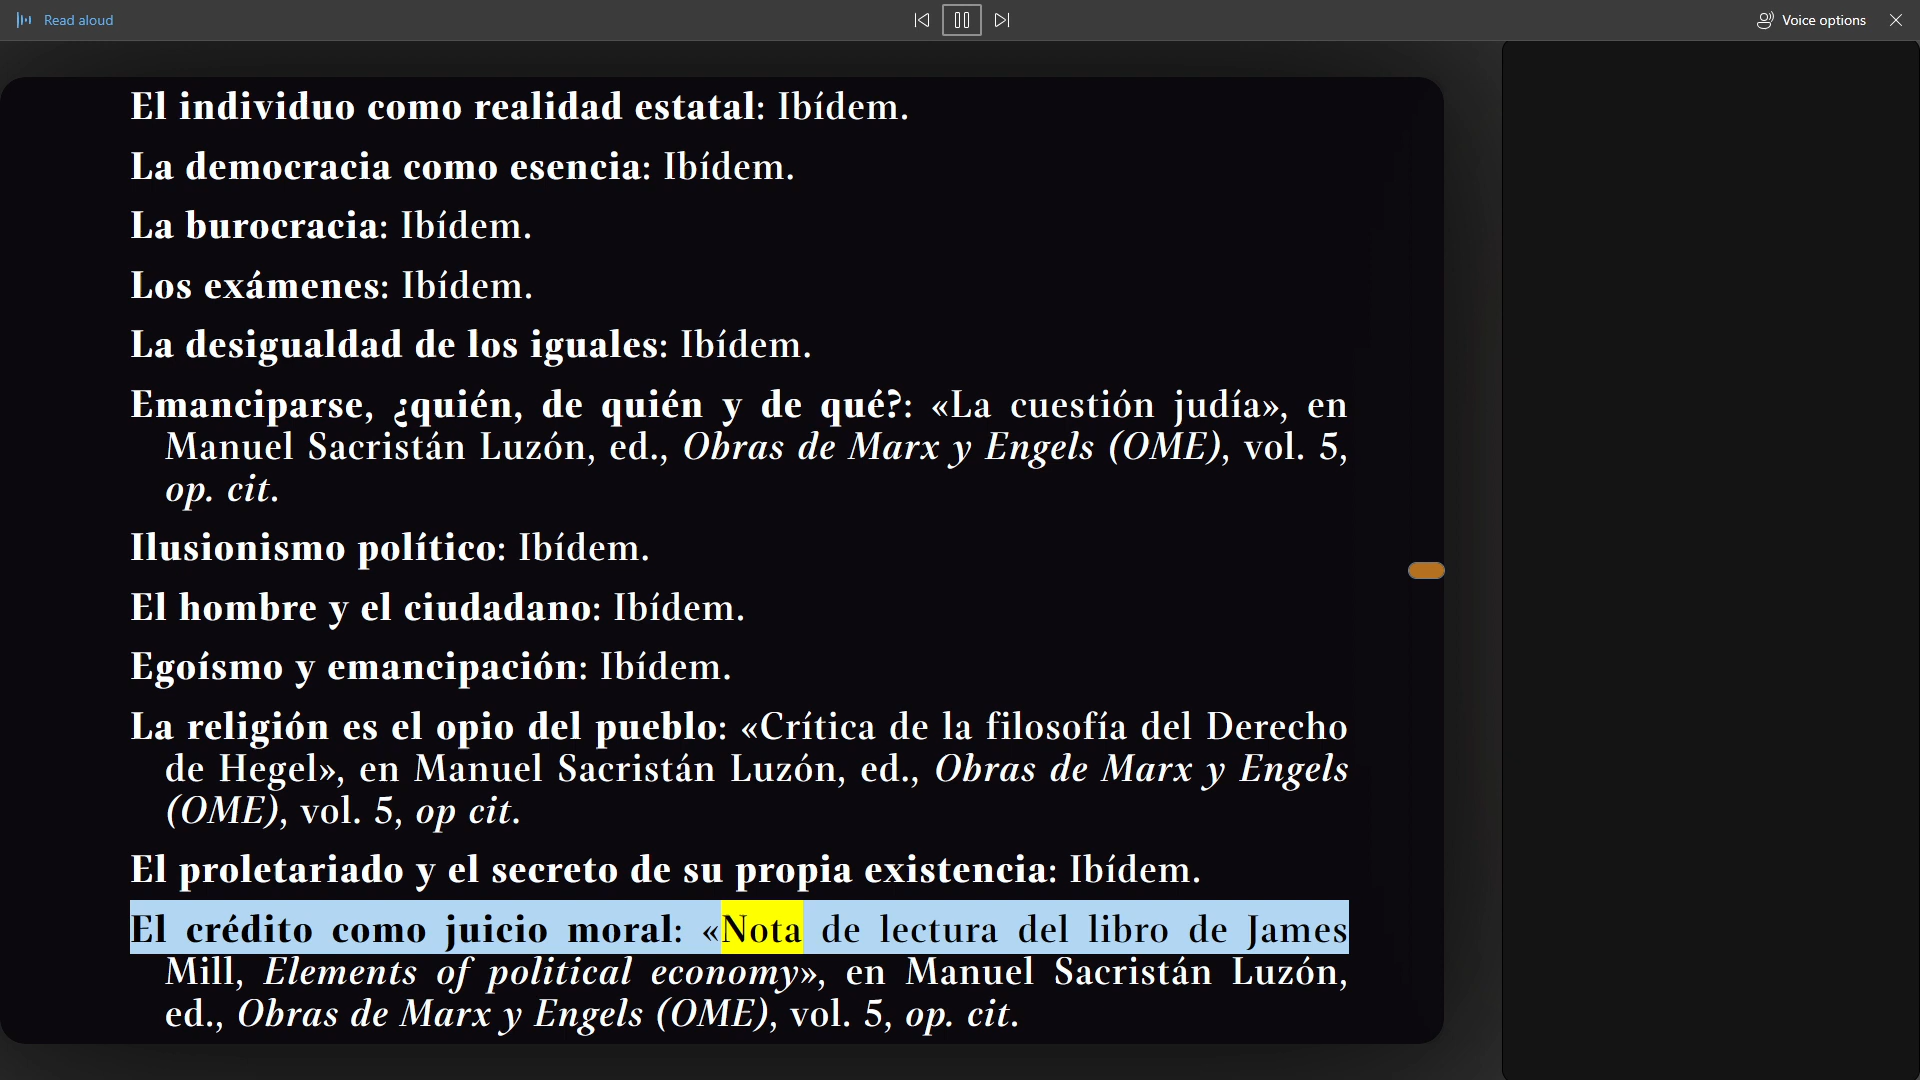 Read aloud
Voice options
El individuo como realidad estatal: Ibídem.
La democracia como esencia: Ibídem.
La burocracia: Ibídem.
Los exámenes: Ibídem.
La desigualdad de los iguales: Ibídem.
Emanciparse, ¿quién, de quién y de qué?: «La cuestión judía», en
Manuel Sacristán Luzón, ed., Obras de Marx y Engels (OME), vol. 5,
op. cit.
Ilusionismo político: Ibídem.
El hombre y el ciudadano: Ibídem.
Egoísmo y emancipación: Ibídem.
La religión es el opio del pueblo: «Crítica de la filosofía del Derecho
de Hegel», en Manuel Sacristán Luzón, ed., Obras de Marx y Engels
(OME), vol. 5, op cit.
El proletariado y el secreto de su propia existencia: Ibídem.
El crédito como juicio moral: «Nota de lectura del libro de James
Mill, Elements of political economy», en Manuel Sacristán Luzón,
ed., Obras de Marx y Engels (OME), vol. 5, op. cit.